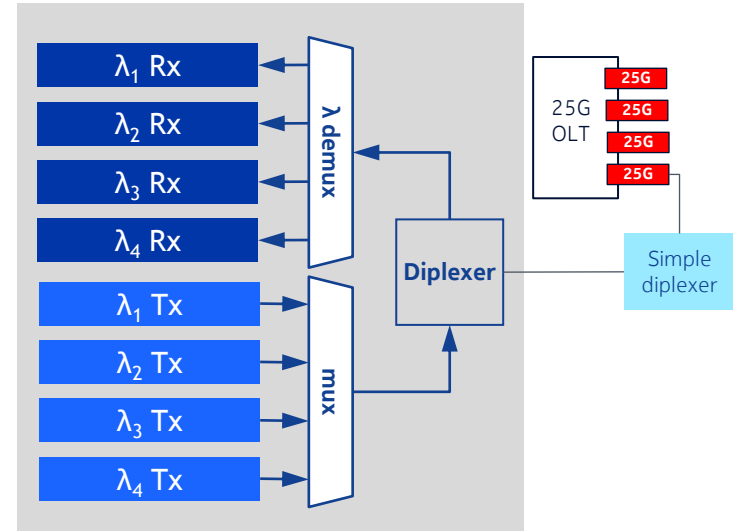 λ₁ Rx
λ₂ Rx
λ₃ Rx
λ₄ Rx
λ demux
λ₁ Tx
λ₂ Tx
λ₃ Tx
λ₄ Tx
mux
Diplexer
25G
OLT
25G
25G
25G
25G
Simple
diplexer